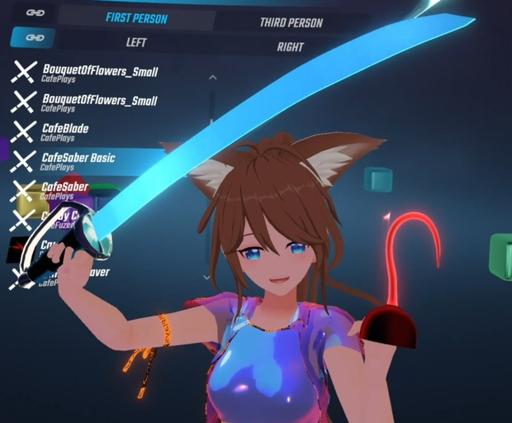 FIRST PERSON
THIRD PERSON
LEFT
RIGHT
BouquetOfFlowers_Small
CafePlays
BouquetOfFlowers_Small
CafePlays
CafeBlade
CafePlays
CafeSaber Basic
CafePlays
CafeSaber
CafePlays